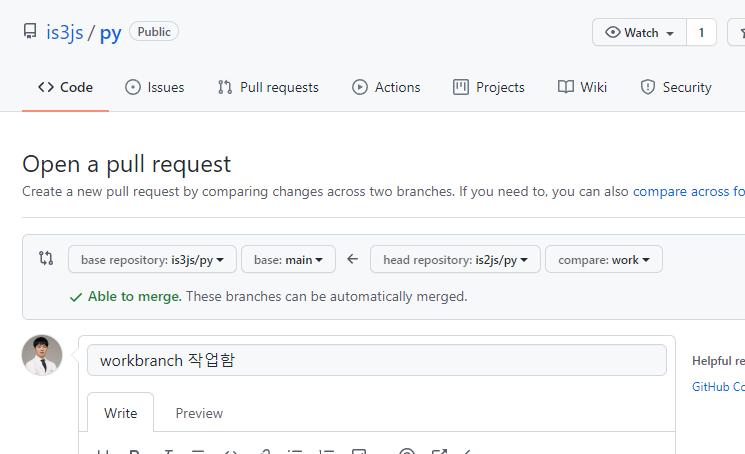 is3js / py Public Watch 1
Code Issues Pull requests Actions Projects Wiki Security
Open a pull request
Create a new pull request by comparing changes across two branches. If you need to, you can also compare across fo
base repository: is3js/py base: main head repository: is2js/py compare: work
Able to merge. These branches can be automatically merged.
workbranch 작업함
Helpful re
Write Preview
GitHub Co